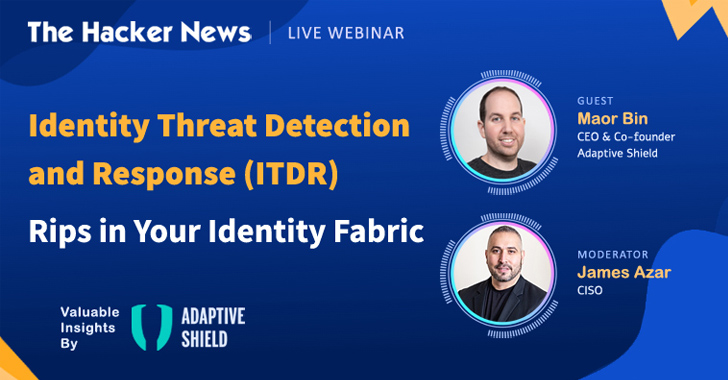 The Hacker News
LIVE WEBINAR
Identity Threat Detection
and Response (ITDR)
Rips in Your Identity Fabric
Valuable
Insights
By
ADAPTIVE
SHIELD
GUEST
Maor Bin
CEO & Co-founder
Adaptive Shield
MODERATOR
James Azar
CISO